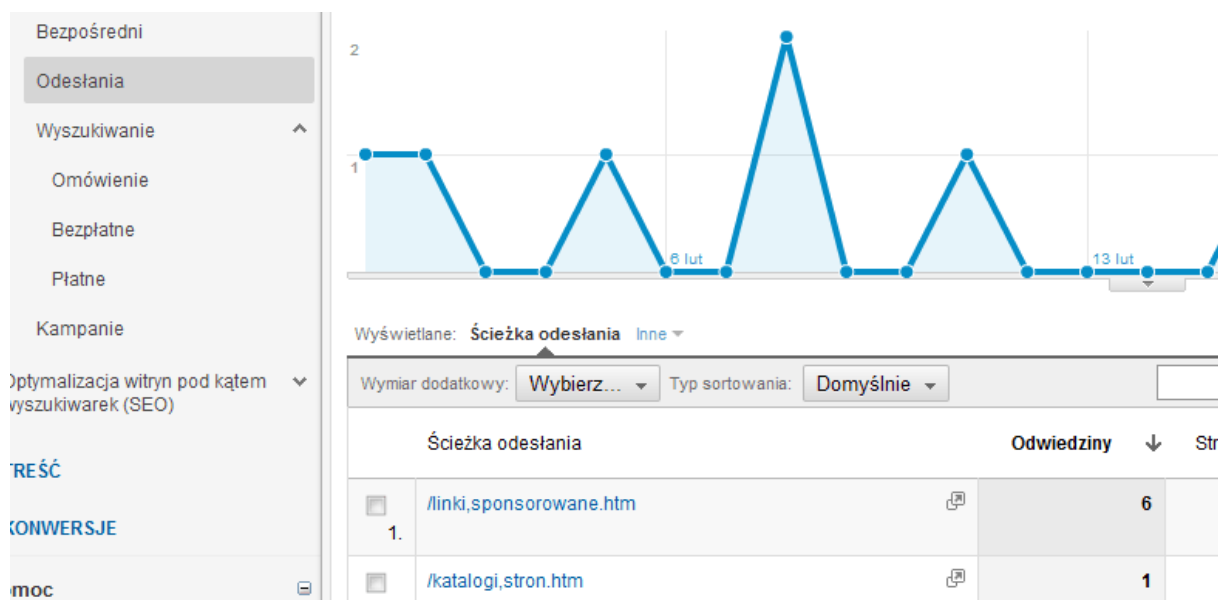 Bezpośredni
Odesłania
Wyszukiwanie
Omówienie
Bezpłatne
Płatne
Kampanie
Optymalizacja witryn pod kątem
wyszukiwarek (SEO)
TREŚĆ
KONWERSJE
moc
2
1
6 lut
13 lut
Wyświetlane: Ścieżka odesłania Inne
Wymiar dodatkowy: Wybierz... Typ sortowania: Domyślnie
Ścieżka odesłania Odwiedziny Str
/linki,sponsorowane.htm 6
1.
/katalogi,stron.htm 1